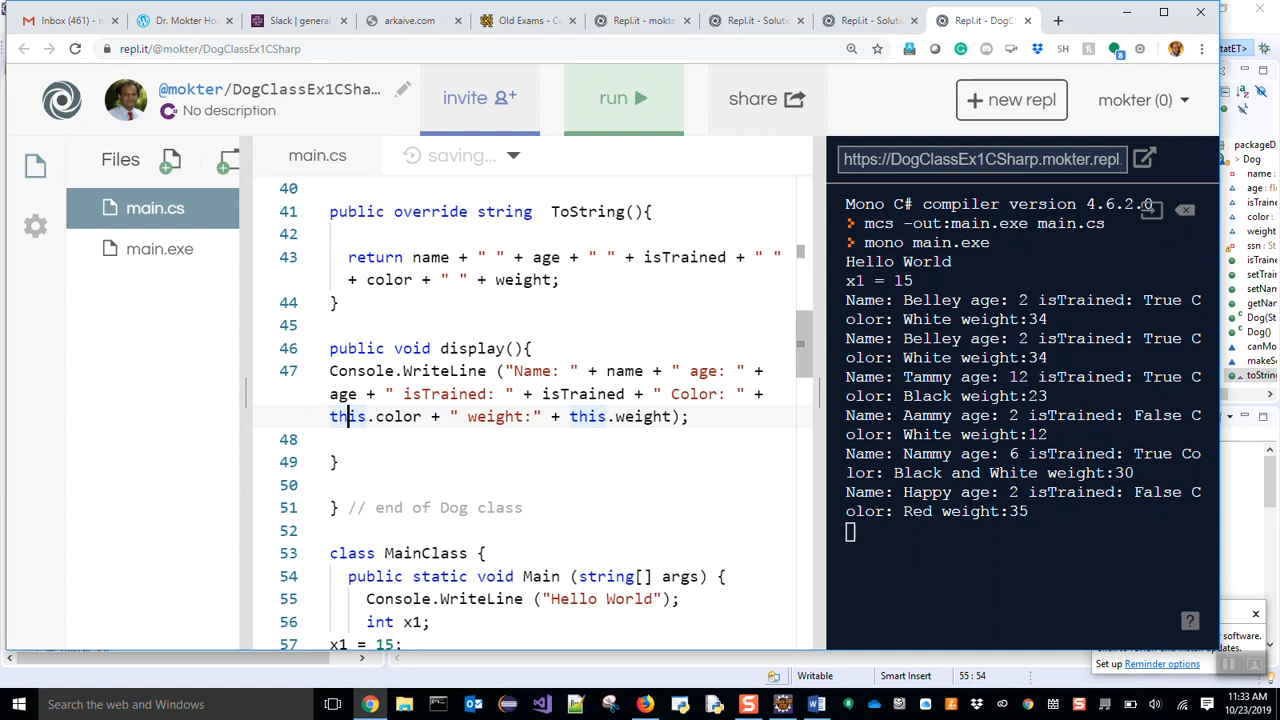 Inbox (461) - m
Dr. Mokter Ho
Slack | general
arkaive.com
Old Exams - Co
Repl.it - mokte
Repl.it - Soluti
Repl.it - Solutio
Repl.it - DogCl
repl.it/@mokter/DogClassEx1CSharp
SH
8
tatET>
@mokter/DogClassEx1CSha...
No description
invite
run
share
+ new repl
mokter (0)
Files
main.cs
main.exe
main.cs
saving...
40
41 public override string ToString(){
42
43 return name + " " + age + " " + isTrained + " "
+ color + " " + weight;
44 }
45
46 public void display(){
47 Console.WriteLine ("Name: " + name + " age: " +
age + " isTrained: " + isTrained + " Color: " +
this.color + " weight:" + this.weight);
48
49 }
50
51 } // end of Dog class
52
53 class MainClass {
54 public static void Main (string[] args) {
55 Console.WriteLine ("Hello World");
56 int x1;
57 x1 = 15;
https://DogClassEx1CSharp.mokter.repl.
Mono C# compiler version 4.6.2.0
mcs -out:main.exe main.cs
mono main.exe
Hello World
x1 = 15
Name: Belley age: 2 isTrained: True C
olor: White weight:34
Name: Belley age: 2 isTrained: True C
olor: White weight:34
Name: Tammy age: 12 isTrained: True C
olor: Black weight:23
Name: Aammy age: 2 isTrained: False C
olor: White weight:12
Name: Nammy age: 6 isTrained: True Co
lor: Black and White weight:30
Name: Happy age: 2 isTrained: False C
olor: Red weight:35
?
packageD
Dog
name :
age : fl
isTraine
color :
weight
ssn : St
isTraine
setTrai
setNam
getNam
Dog(St
Dog()
canMo
makeS
toStrin
y software.
Set up Reminder options
Writable
Smart Insert
55 : 54
Search the web and Windows
11:33 AM
10/23/2019